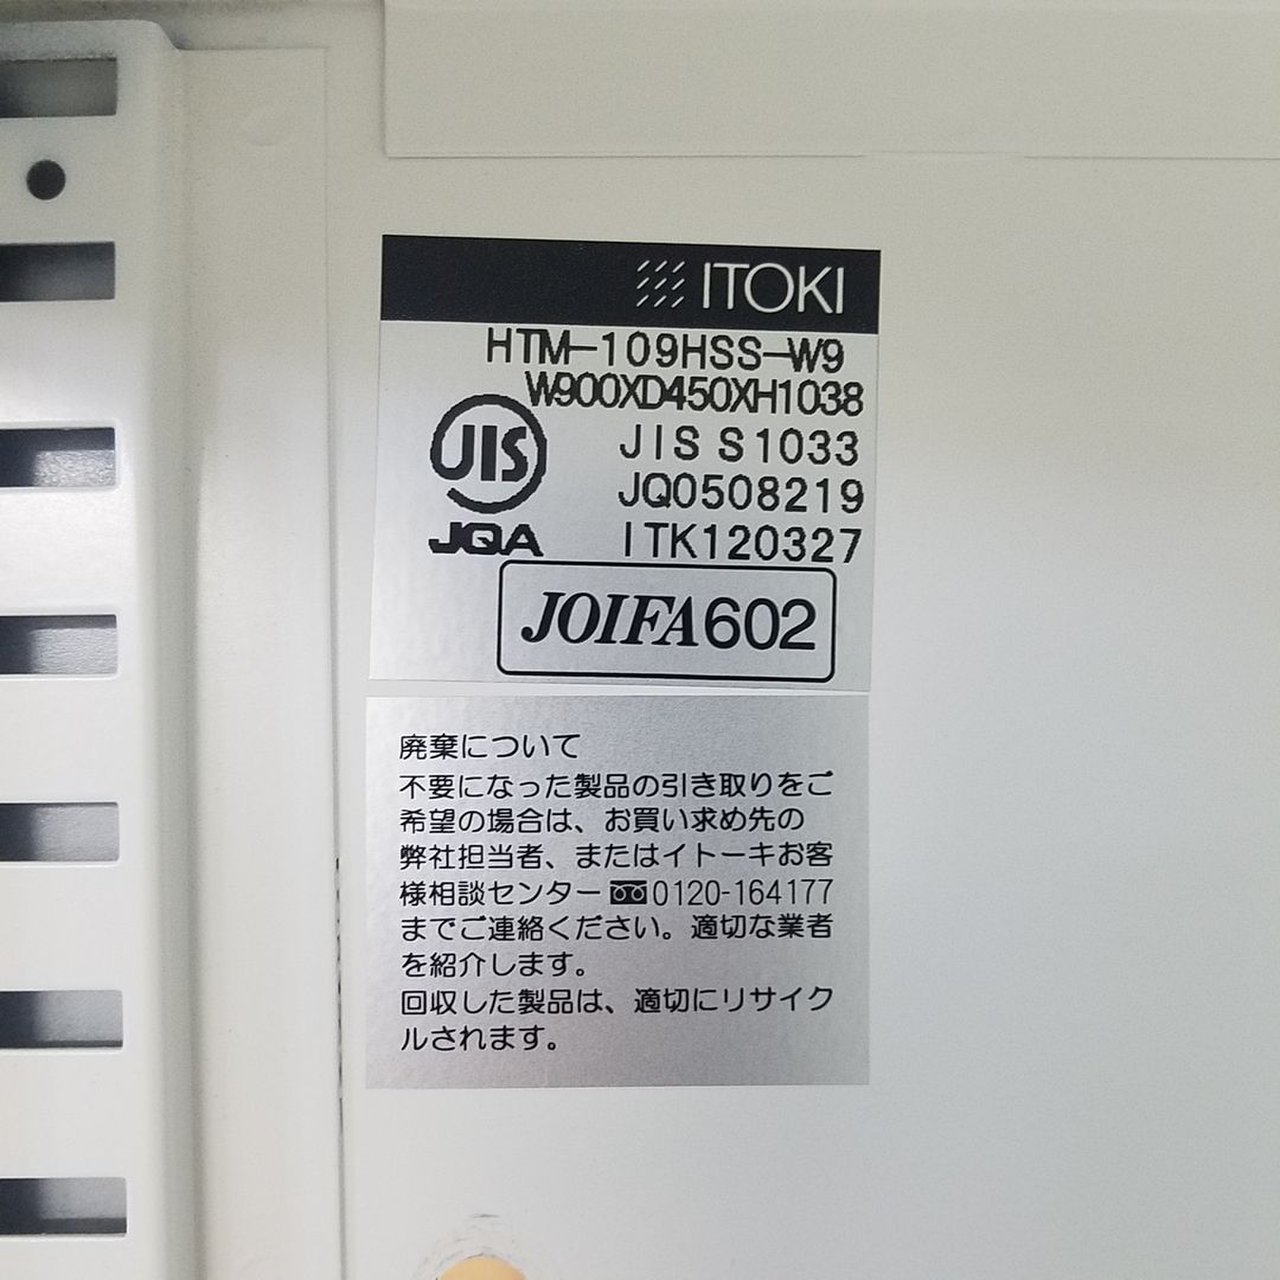 ITOKI
HTM-109HSS-W9
W900XD450XH1038
JIS S1033
JIS
JQ0508219
JQA
ITK120327
JOIFA602
廃棄について
不要になった製品の引き取りをご
希望の場合は、お買い求め先の
弊社担当者、またはイトーキお客
様相談センター0120-164177
までご連絡ください。適切な業者
を紹介します。
回収した製品は、適切にリサイク
ルされます。